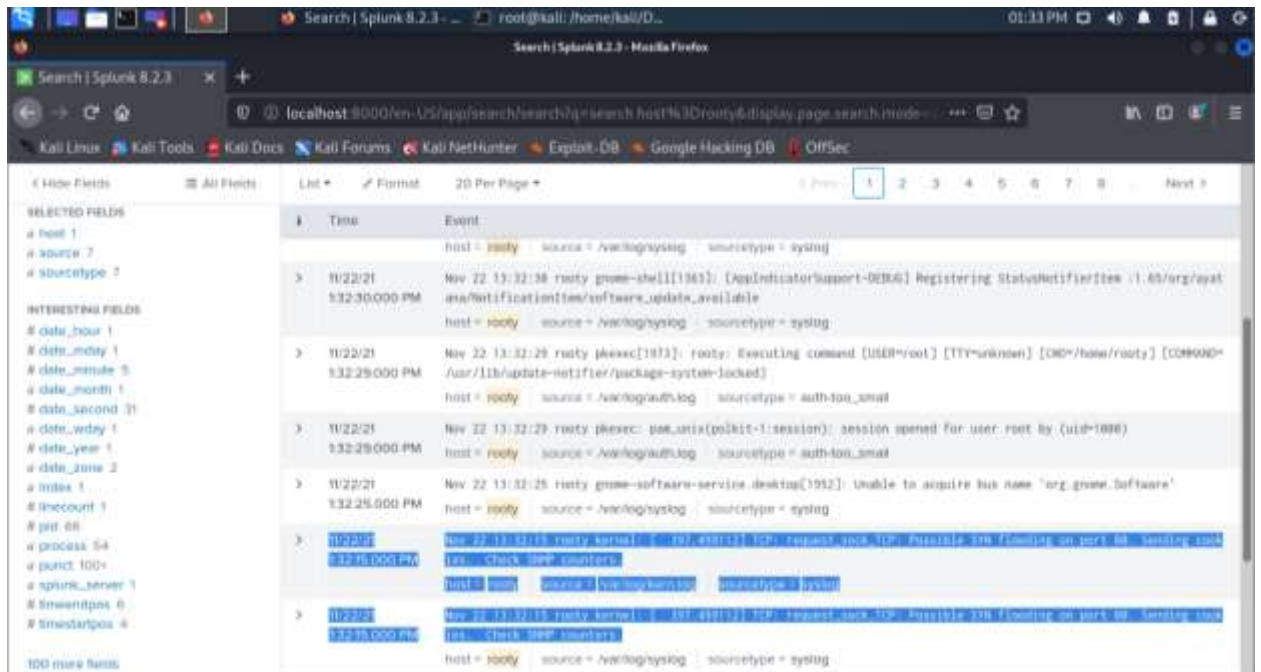 Search | Splunk 8.2.3 - ... root@kali: /home/kali/D... 01:33 PM
Search | Splunk 8.2.3 - Mozilla Firefox
Search | Splunk 8.2.3
localhost:8000/en-US/app/search/search?q=search host%3Drooty&display.page.search.mode=
Kali Linux Kali Tools Kali Docs Kali Forums Kali NetHunter Exploit-DB Google Hacking DB OffSec
< Hide Fields All Fields List Format 20 Per Page < Prev 1 2 3 4 5 6 7 8 ... Next >
SELECTED FIELDS
a host 1
a source 7
a sourcetype 7
INTERESTING FIELDS
# date_hour 1
# date_mday 1
# date_minute 5
a date_month 1
# date_second 31
a date_wday 1
# date_year 1
a date_zone 2
a index 1
# linecount 1
# pid 66
a process 54
a punct 100+
a splunk_server 1
# timeendpos 6
# timestartpos 4
100 more fields
i Time Event
host = rooty source = /var/log/syslog sourcetype = syslog
> 11/22/21 1:32:30.000 PM
Nov 22 13:32:30 rooty gnome-shell[1363]: [AppIndicatorSupport-DEBUG] Registering StatusNotifierItem :1.65/org/ayat
ana/NotificationItem/software_update_available
host = rooty source = /var/log/syslog sourcetype = syslog
> 11/22/21 1:32:29.000 PM
Nov 22 13:32:29 rooty pkexec[1973]: rooty: Executing command [USER=root] [TTY=unknown] [CWD=/home/rooty] [COMMAND=
/usr/lib/update-notifier/package-system-locked]
host = rooty source = /var/log/auth.log sourcetype = auth-too_small
> 11/22/21 1:32:29.000 PM
Nov 22 13:32:29 rooty pkexec: pam_unix(polkit-1:session): session opened for user root by (uid=1000)
host = rooty source = /var/log/auth.log sourcetype = auth-too_small
> 11/22/21 1:32:25.000 PM
Nov 22 13:32:25 rooty gnome-software-service.desktop[1952]: Unable to acquire bus name 'org.gnome.Software'
host = rooty source = /var/log/syslog sourcetype = syslog
> 11/22/21 1:32:15.000 PM
Nov 22 13:32:15 rooty kernel: TCP: request_sock_TCP: Possible SYN flooding on port 80. Sending cook
ies. Check SNMP counters.
host = rooty source = /var/log/kern.log sourcetype = syslog
> 11/22/21 1:32:15.000 PM
Nov 22 13:32:15 rooty kernel: TCP: request_sock_TCP: Possible SYN flooding on port 80. Sending cook
ies. Check SNMP counters.
host = rooty source = /var/log/syslog sourcetype = syslog